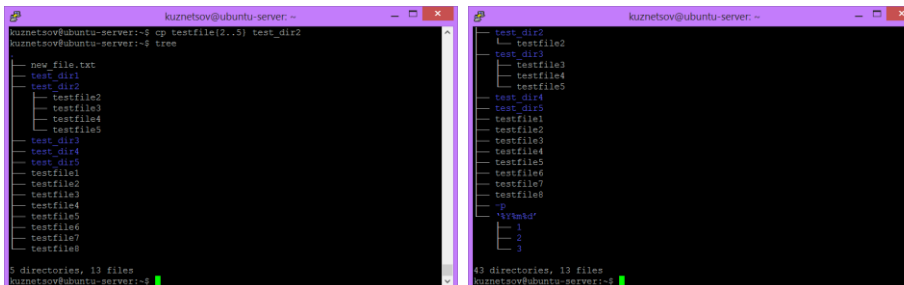 kuznetsov@ubuntu-server: ~
kuznetsov@ubuntu-server:~$ cp testfile{2..5} test_dir2
kuznetsov@ubuntu-server:~$ tree
.
├── new_file.txt
├── test_dir1
├── test_dir2
│   ├── testfile2
│   ├── testfile3
│   ├── testfile4
│   └── testfile5
├── test_dir3
├── test_dir4
├── test_dir5
├── testfile1
├── testfile2
├── testfile3
├── testfile4
├── testfile5
├── testfile6
├── testfile7
└── testfile8
5 directories, 13 files
kuznetsov@ubuntu-server:~$
kuznetsov@ubuntu-server: ~
├── test_dir2
│   └── testfile2
├── test_dir3
│   ├── testfile3
│   ├── testfile4
│   └── testfile5
├── test_dir4
├── test_dir5
├── testfile1
├── testfile2
├── testfile3
├── testfile4
├── testfile5
├── testfile6
├── testfile7
├── testfile8
├── -p
└── '%Y%m%d'
    ├── 1
    ├── 2
    └── 3
43 directories, 13 files
kuznetsov@ubuntu-server:~$